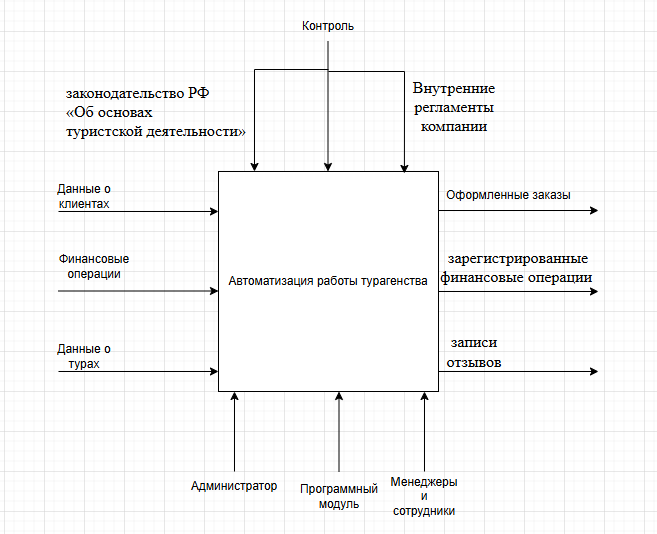 Контроль
законодательство РФ
«Об основах
туристской деятельности»
Внутренние
регламенты
компании
Данные о
клиентах
Оформленные заказы
Финансовые
операции
Автоматизация работы турагенства
зарегистрированные
финансовые операции
Данные о
турах
записи
отзывов
Администратор
Программный
модуль
Менеджеры
и
сотрудники